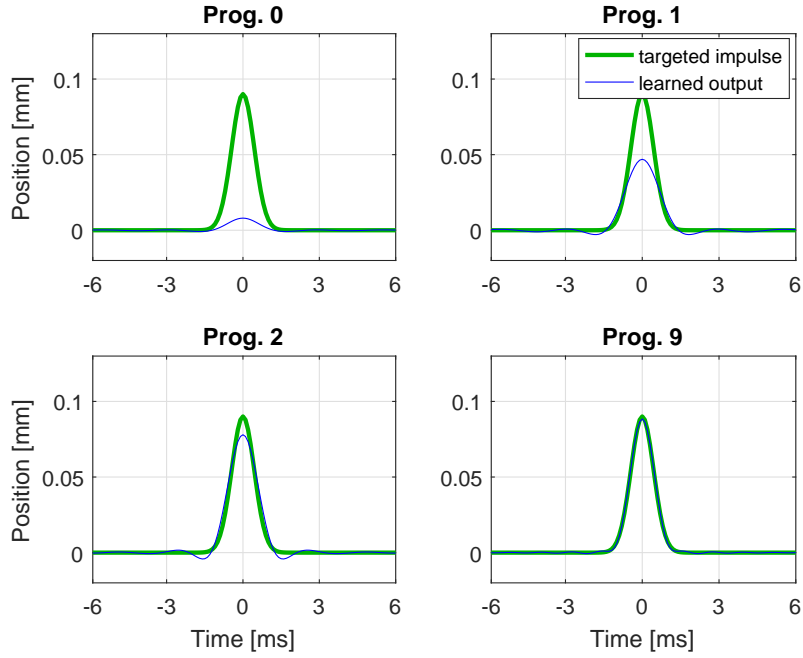 Prog. 0
Prog. 1
0.1
0.05
0
Position [mm]
-6 -3 0 3 6
targeted impulse
learned output
0.1
0.05
0
-6 -3 0 3 6
Prog. 2
Prog. 9
0.1
0.05
0
Position [mm]
-6 -3 0 3 6
Time [ms]
0.1
0.05
0
-6 -3 0 3 6
Time [ms]